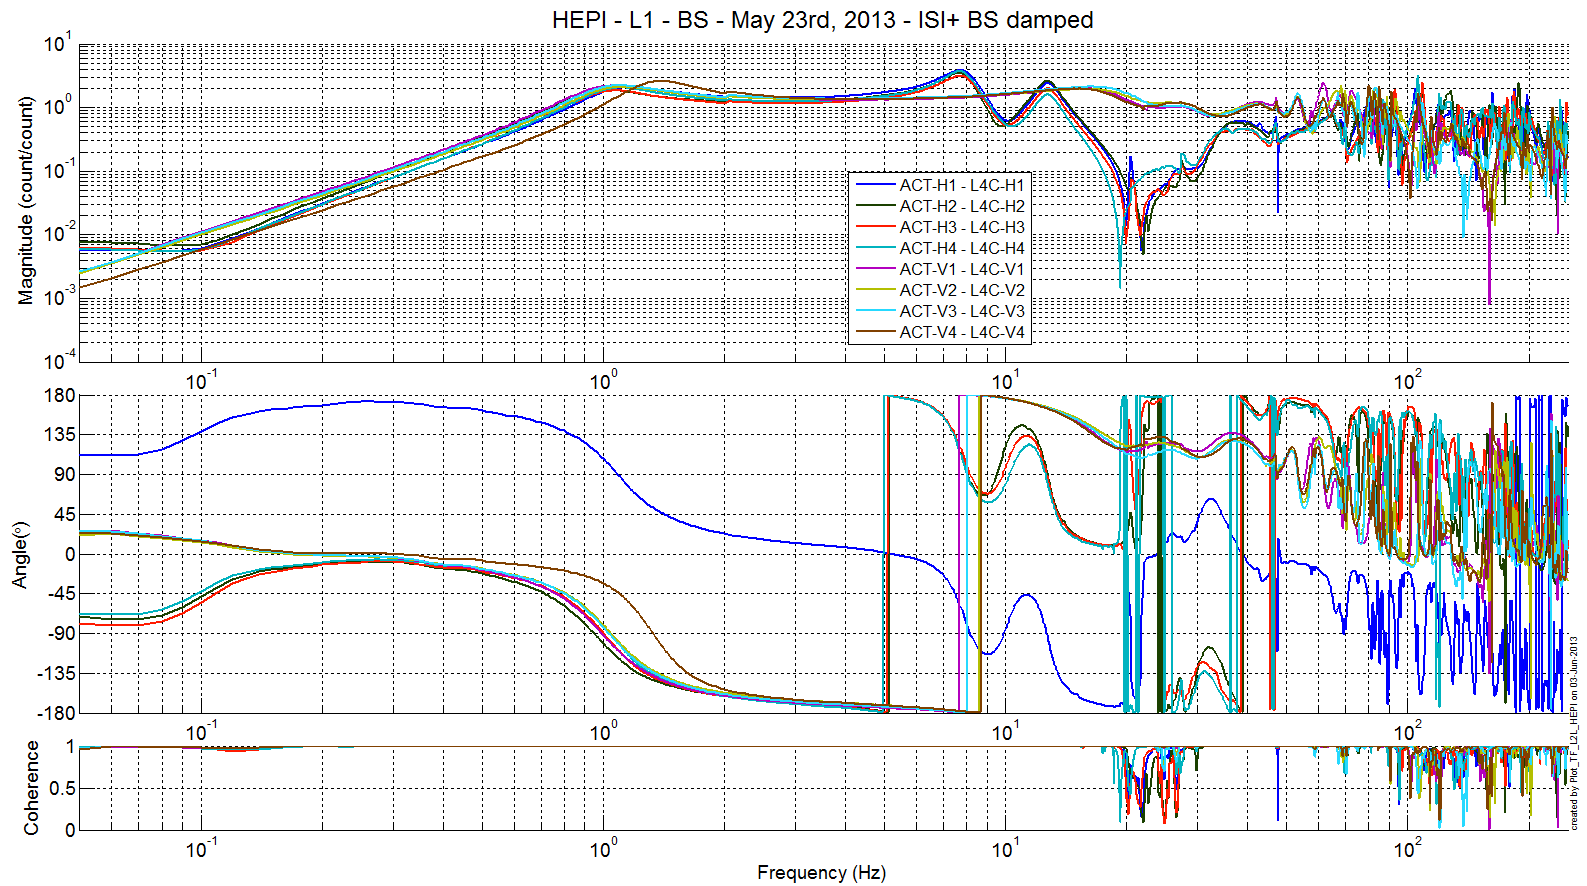 HEPI - L1 - BS - May 23rd, 2013 - ISI+ BS damped
Magnitude (count/count)
10^1
10^0
10^-1
10^-2
10^-3
10^-4
ACT-H1 - L4C-H1
ACT-H2 - L4C-H2
ACT-H3 - L4C-H3
ACT-H4 - L4C-H4
ACT-V1 - L4C-V1
ACT-V2 - L4C-V2
ACT-V3 - L4C-V3
ACT-V4 - L4C-V4
10^-1 10^0 10^1 10^2
Angle(°)
180
135
90
45
0
-45
-90
-135
-180
10^-1 10^0 10^1 10^2
Coherence
1
0.5
0
10^-1 10^0 10^1 10^2
Frequency (Hz)
created by Plot_TF_L2L_HEPI on 03-Jun-2013